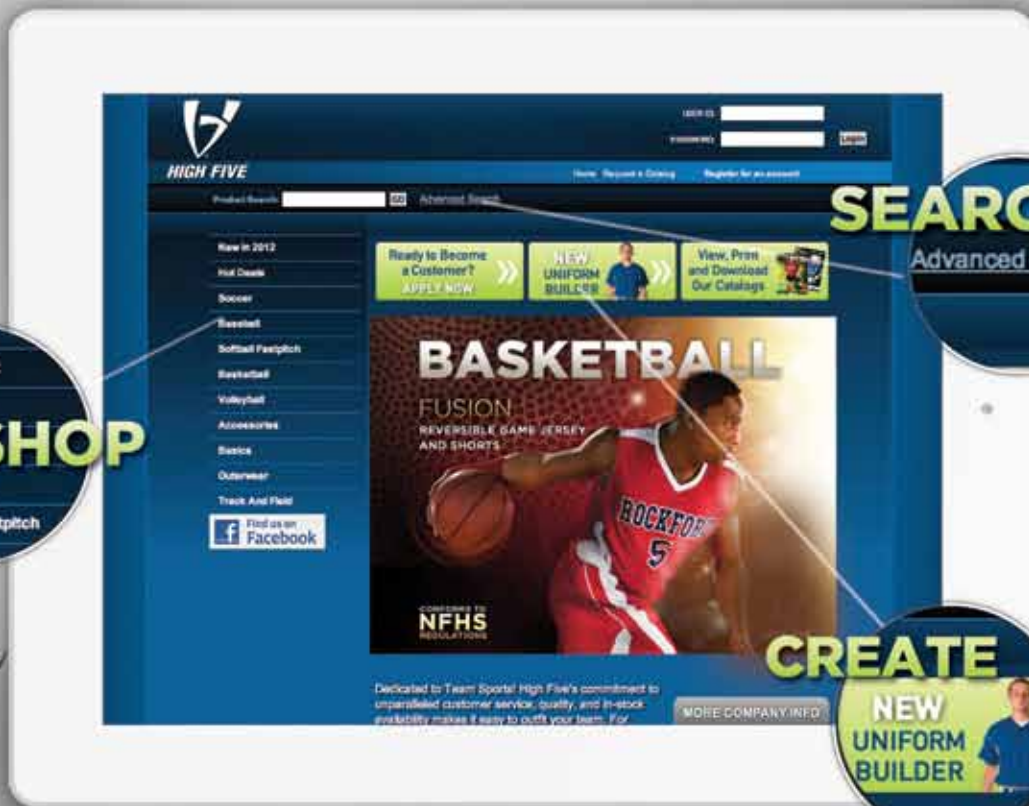 HIGH FIVE
USER ID:
PASSWORD:
Login
Home Request a Catalog Register for an account
Product Search: GO Advanced Search
New in 2012
Hot Deals
Soccer
Baseball
Softball Fastpitch
Basketball
Volleyball
Accessories
Basics
Outerwear
Track And Field
Find us on
Facebook
Ready to Become
a Customer?
APPLY NOW
NEW
UNIFORM
BUILDER
View, Print
and Download
Our Catalogs
BASKETBALL
FUSION
REVERSIBLE GAME JERSEY
AND SHORTS
ROCKFOR
5
CONFORMS TO
NFHS
REGULATIONS
Dedicated to Team Sports! High Five's commitment to
unparalleled customer service, quality, and in-stock
availability makes it easy to outfit your team. For
MORE COMPANY INFO
SHOP
tpitch
SEARC
Advanced
CREATE
NEW
UNIFORM
BUILDER